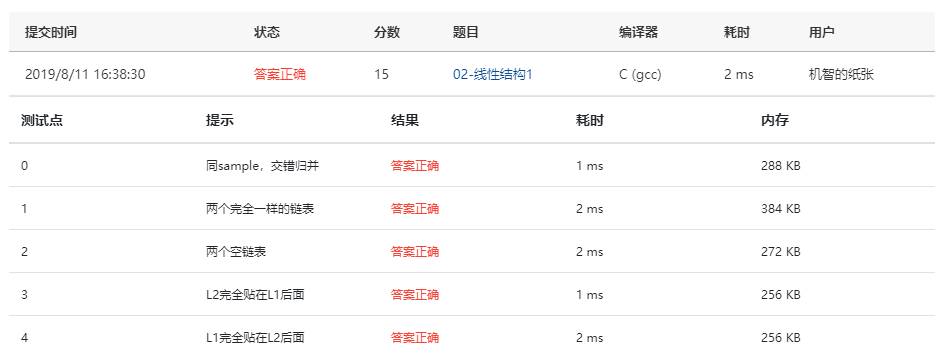 提交时间 状态 分数 题目 编译器 耗时 用户
2019/8/11 16:38:30 答案正确 15 02-线性结构1 C (gcc) 2 ms 机智的纸张
测试点 提示 结果 耗时 内存
0 同sample，交错归并 答案正确 1 ms 288 KB
1 两个完全一样的链表 答案正确 2 ms 384 KB
2 两个空链表 答案正确 2 ms 272 KB
3 L2完全贴在L1后面 答案正确 1 ms 256 KB
4 L1完全贴在L2后面 答案正确 2 ms 256 KB